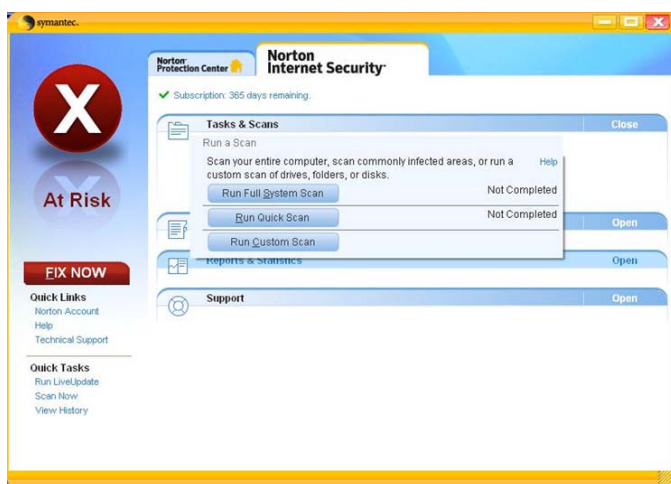 symantec.
Norton
Protection Center
Norton
Internet Security
Subscription: 365 days remaining.
X
At Risk
FIX NOW
Quick Links
Norton Account
Help
Technical Support
Quick Tasks
Run LiveUpdate
Scan Now
View History
Tasks & Scans
Close
Run a Scan
Scan your entire computer, scan commonly infected areas, or run a
custom scan of drives, folders, or disks.
Help
Run Full System Scan
Not Completed
Run Quick Scan
Not Completed
Run Custom Scan
Open
Reports & Statistics
Open
Support
Open